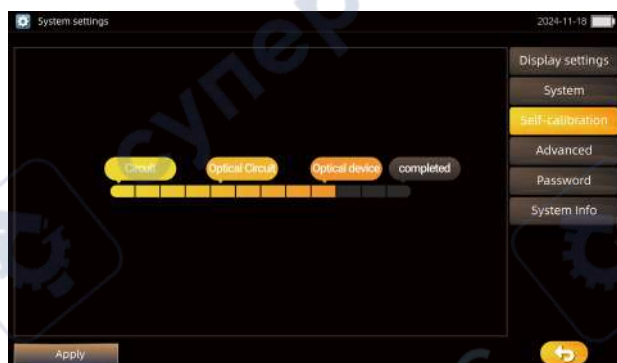 System settings
2024-11-18
Display settings
System
Self-calibration
Advanced
Password
System Info
Circuit
Optical Circuit
Optical device
completed
Apply
супер